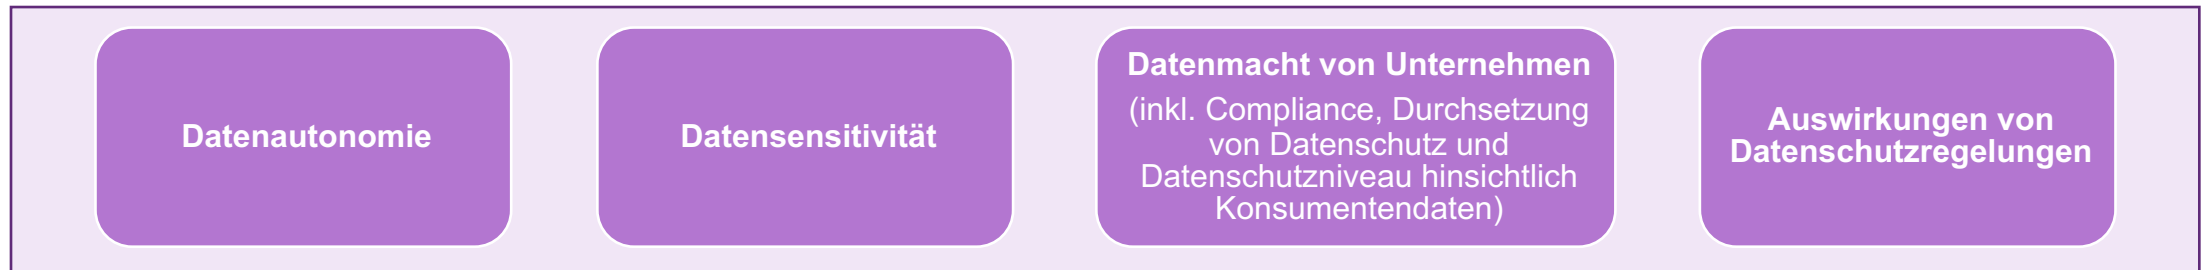 Datenautonomie
Datensensitivität
Datenmacht von Unternehmen
(inkl. Compliance, Durchsetzung
von Datenschutz und
Datenschutzniveau hinsichtlich
Konsumentendaten)
Auswirkungen von
Datenschutzregelungen